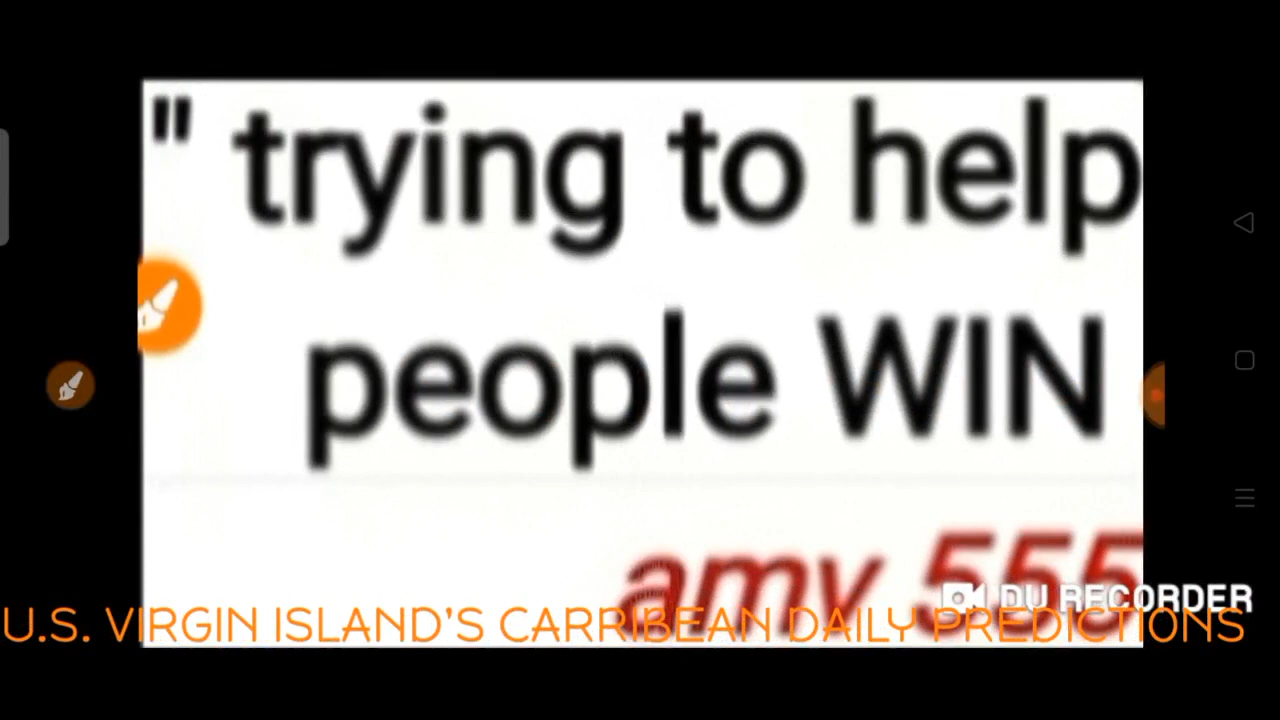 " trying to help
people WIN
amy 555
DU RECORDER
U.S. VIRGIN ISLAND'S CARRIBEAN DAILY PREDICTIONS